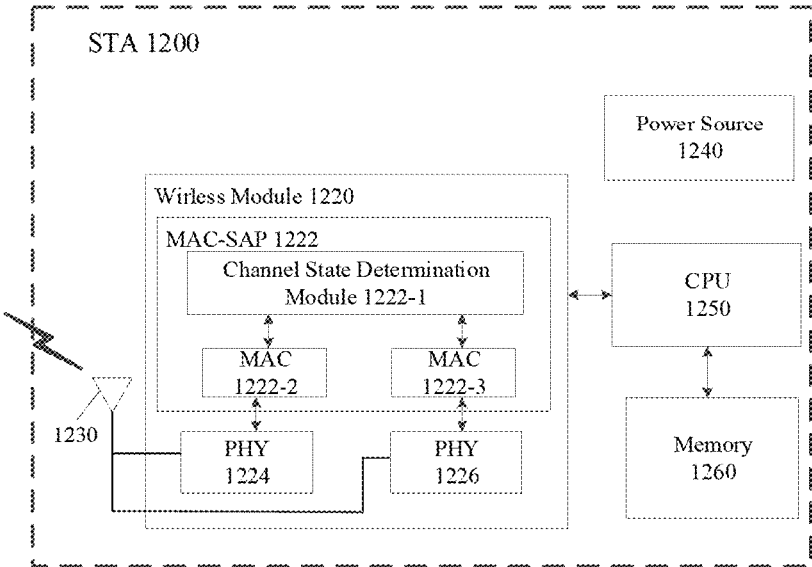 STA 1200
Power Source
1240
Wirless Module 1220
MAC-SAP 1222
Channel State Determination
Module 1222-1
CPU
1250
MAC
1222-2
MAC
1222-3
1230
PHY
1224
PHY
1226
Memory
1260